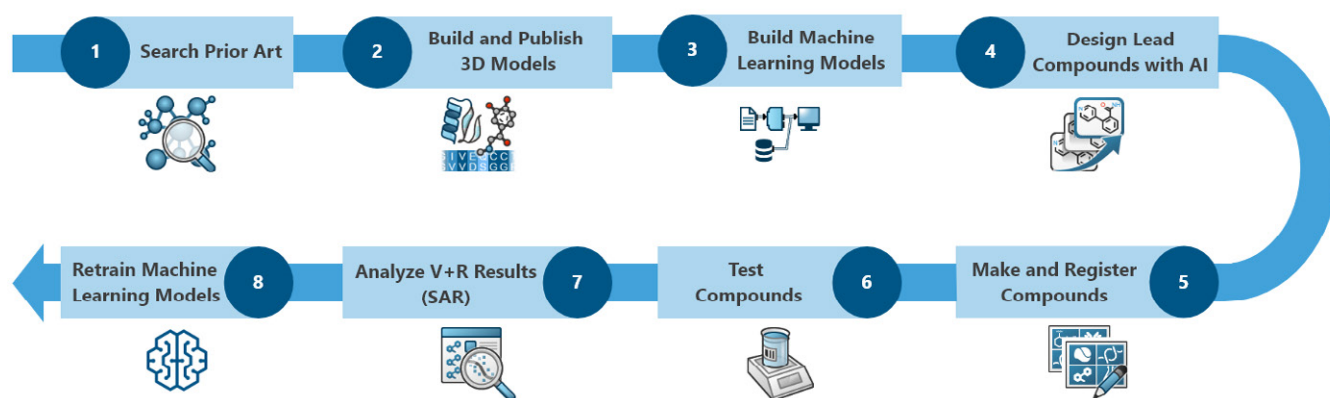 1
Search Prior Art
2
Build and Publish
3D Models
3
Build Machine
Learning Models
4
Design Lead
Compounds with AI
Retrain Machine
Learning Models
8
Analyze V+R Results
(SAR)
7
Test
Compounds
6
Make and Register
Compounds
5